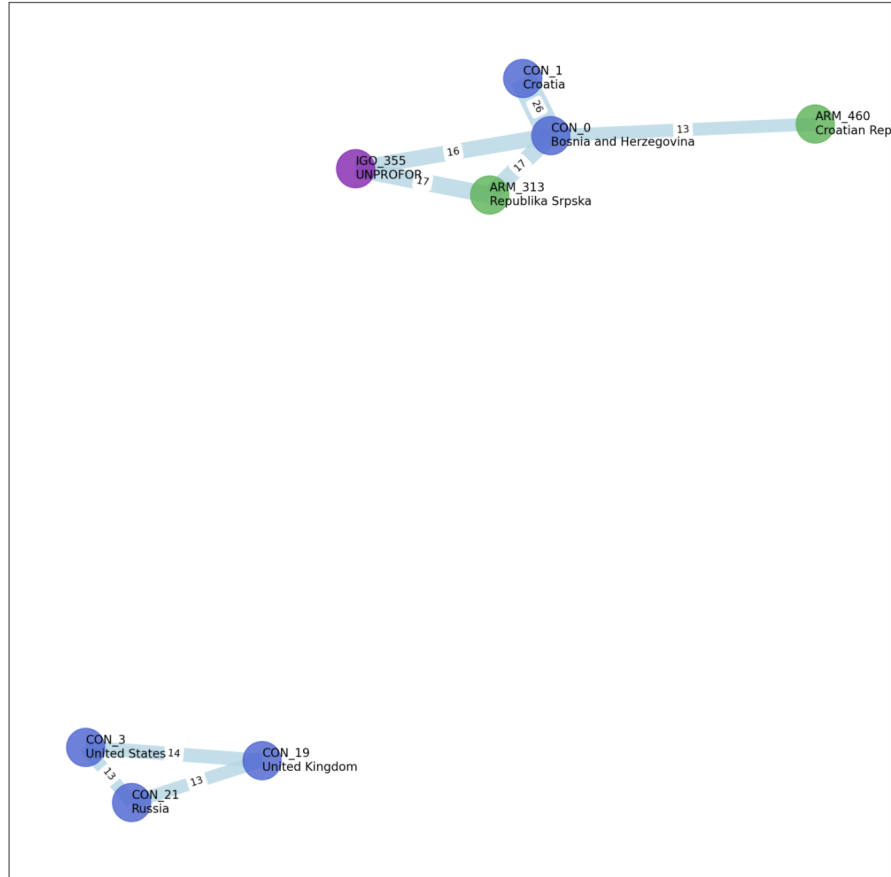 CON_1
Croatia
26
CON_0
Bosnia and Herzegovina
13
ARM_460
Croatian Rep
16
IGO_355
UNPROFOR
17
17
ARM_313
Republika Srpska
CON_3
United States
14
CON_19
United Kingdom
13
13
CON_21
Russia